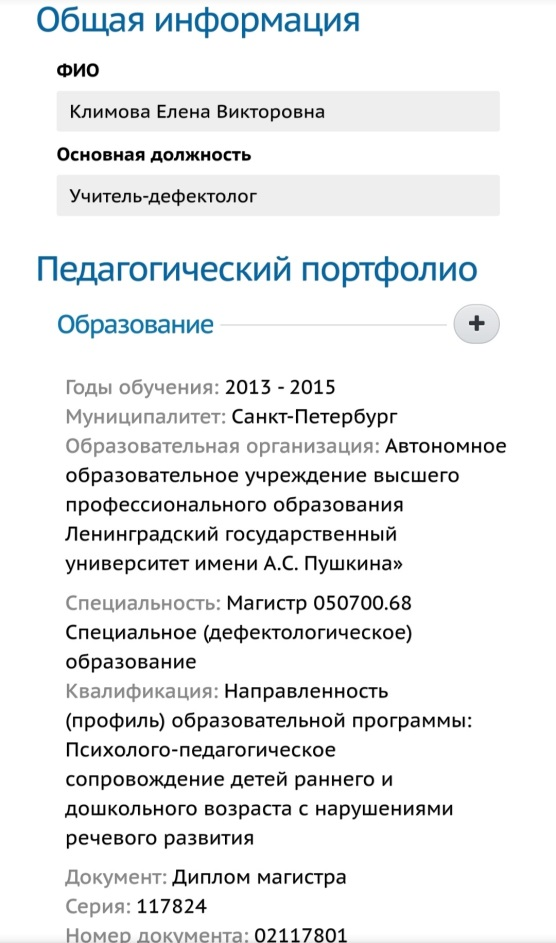 Общая информация
ФИО
Климова Елена Викторовна
Основная должность
Учитель-дефектолог
Педагогический портфолио
Образование
Годы обучения: 2013 - 2015
Муниципалитет: Санкт-Петербург
Образовательная организация: Автономное
образовательное учреждение высшего
профессионального образования
Ленинградский государственный
университет имени А.С. Пушкина»
Специальность: Магистр 050700.68
Специальное (дефектологическое)
образование
Квалификация: Направленность
(профиль) образовательной программы:
Психолого-педагогическое
сопровождение детей раннего и
дошкольного возраста с нарушениями
речевого развития
Документ: Диплом магистра
Серия: 117824
Номер документа: 02117801